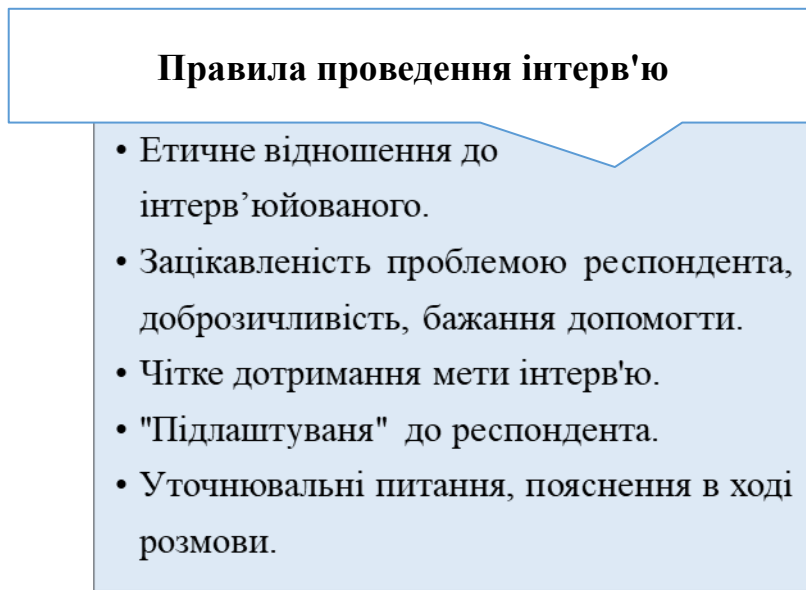 Правила проведення інтерв'ю
• Етичне відношення до
інтерв’юйованого.
• Зацікавленість проблемою респондента,
доброзичливість, бажання допомогти.
• Чітке дотримання мети інтерв'ю.
• "Підлаштуваня" до респондента.
• Уточнювальні питання, пояснення в ході
розмови.